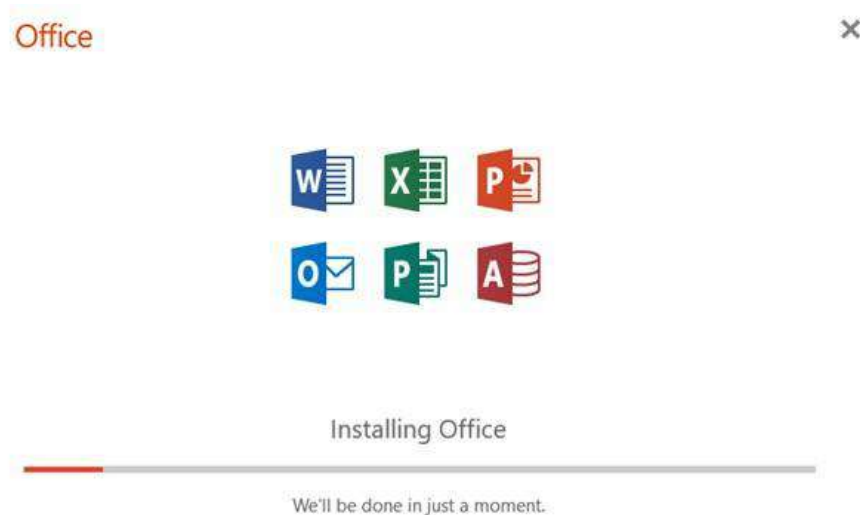 Office
W X P
O P A
Installing Office
We'll be done in just a moment.